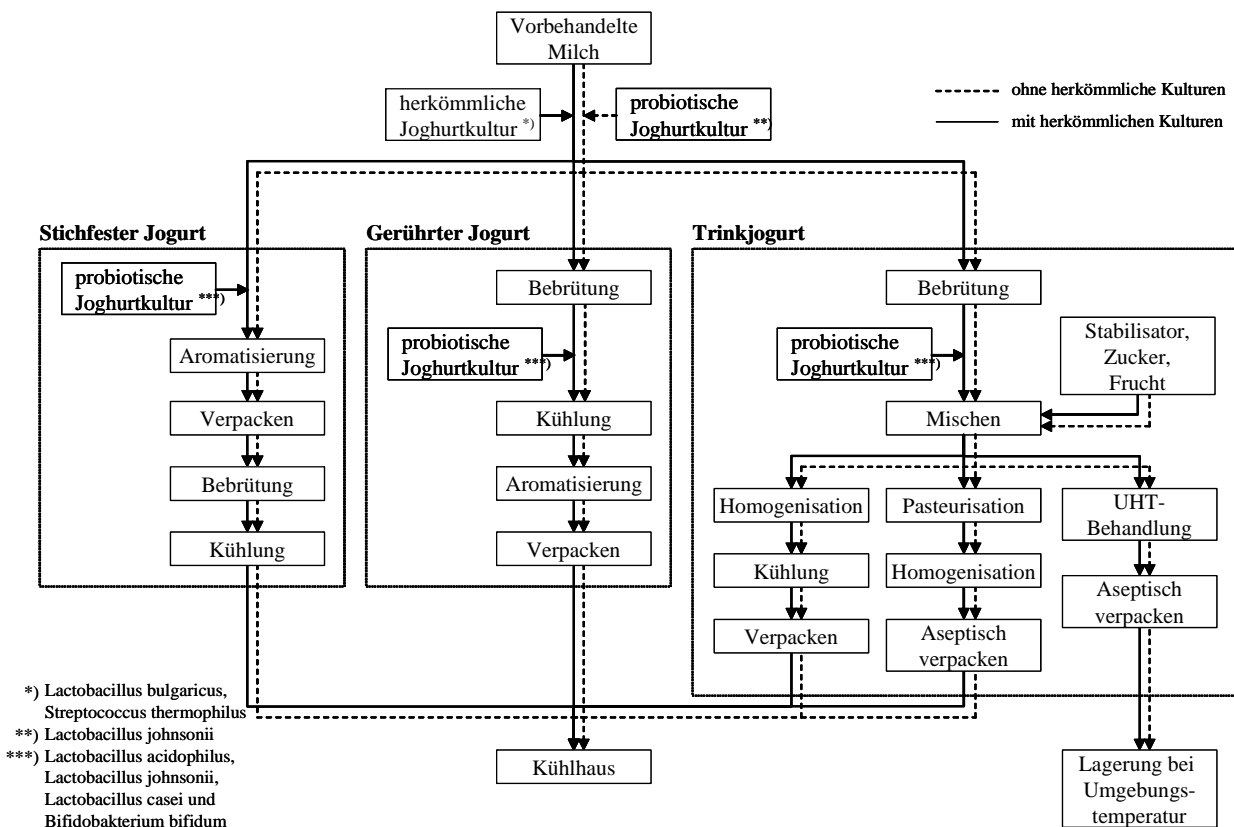 Vorbehandelte
Milch
herkömmliche
Joghurtkultur *)
probiotische
Joghurtkultur **)
ohne herkömmliche Kulturen
mit herkömmlichen Kulturen
Stichfester Jogurt
probiotische
Joghurtkultur ***)
Aromatisierung
Verpacken
Bebrütung
Kühlung
Gerührter Jogurt
Bebrütung
probiotische
Joghurtkultur ***)
Kühlung
Aromatisierung
Verpacken
Trinkjogurt
Bebrütung
probiotische
Joghurtkultur ***)
Stabilisator,
Zucker,
Frucht
Mischen
Homogenisation
Kühlung
Verpacken
Pasteurisation
Homogenisation
Aseptisch
verpacken
UHT-
Behandlung
Aseptisch
verpacken
Kühlhaus
Lagerung bei
Umgebungs-
temperatur
*) Lactobacillus bulgaricus,
Streptococcus thermophilus
**) Lactobacillus johnsonii
***) Lactobacillus acidophilus,
Lactobacillus johnsonii,
Lactobacillus casei und
Bifidobakterium bifidum